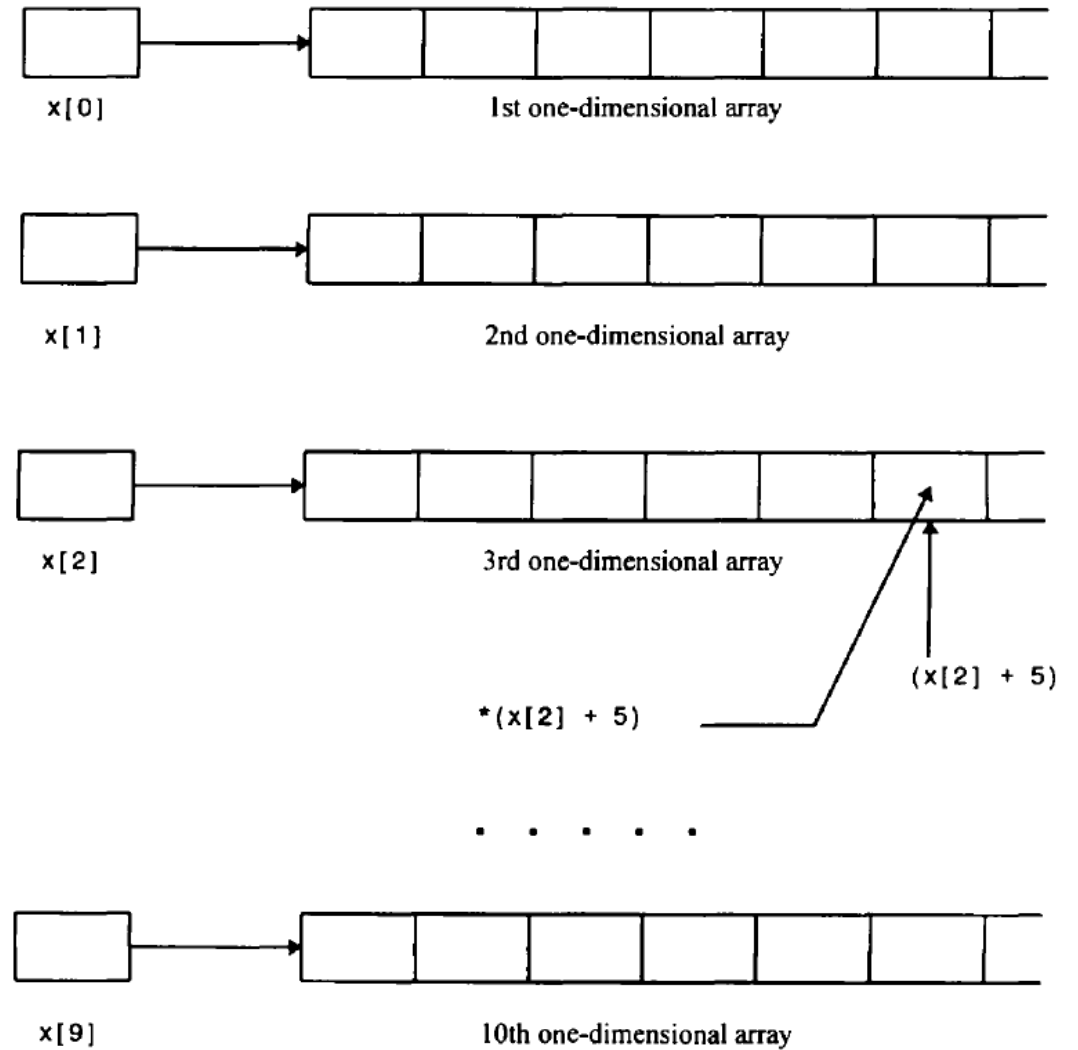 x[0]
1st one-dimensional array
x[1]
2nd one-dimensional array
x[2]
3rd one-dimensional array
(x[2] + 5)
*(x[2] + 5)
. . . . .
x[9]
10th one-dimensional array